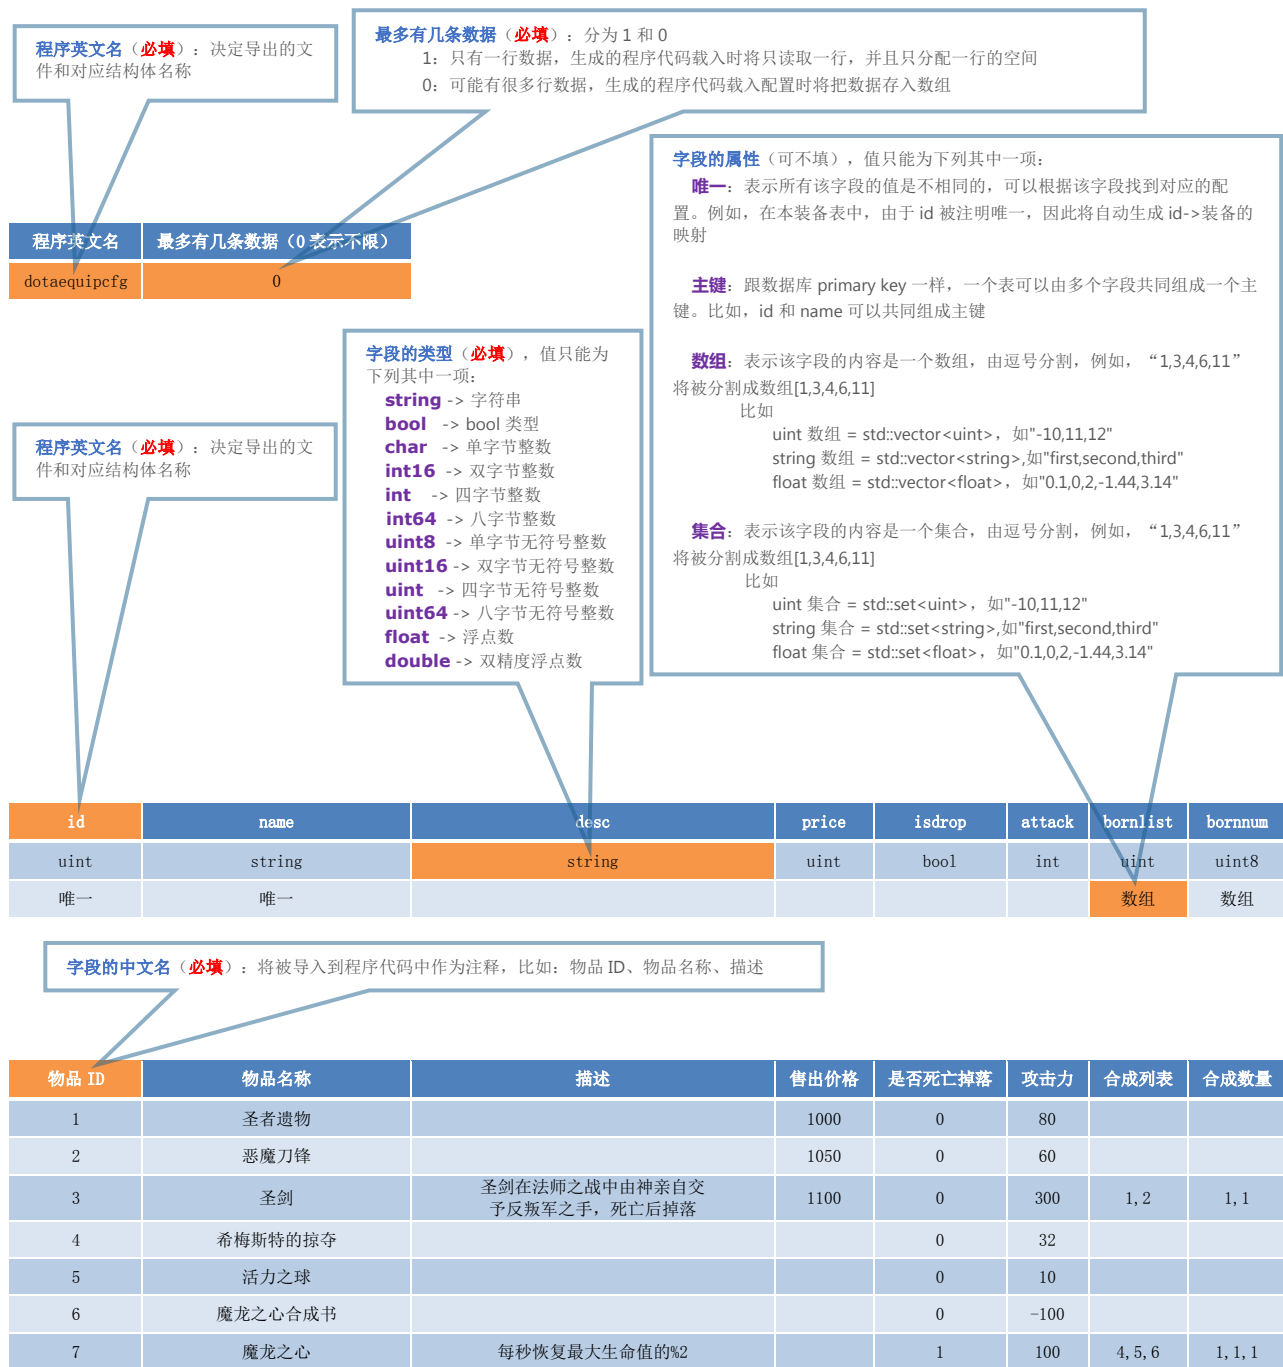 程序英文名（必填）：决定导出的文
件和对应结构体名称
最多有几条数据（必填）：分为 1 和 0
1：只有一行数据，生成的程序代码载入时将只读取一行，并且只分配一行的空间
0：可能有很多行数据，生成的程序代码载入配置时将把数据存入数组
程序英文名 最多有几条数据（0 表示不限）
dotaequipcfg 0
字段的属性（可不填），值只能为下列其中一项：
唯一：表示所有该字段的值是不相同的，可以根据该字段找到对应的配
置。例如，在本装备表中，由于 id 被注明唯一，因此将自动生成 id->装备的
映射
主键：跟数据库 primary key 一样，一个表可以由多个字段共同组成一个主
键。比如，id 和 name 可以共同组成主键
数组：表示该字段的内容是一个数组，由逗号分割，例如，“1,3,4,6,11”
将被分割成数组[1,3,4,6,11]
比如
uint 数组 = std::vector<uint>，如"-10,11,12"
string 数组 = std::vector<string>,如"first,second,third"
float 数组 = std::vector<float>，如"0.1,0,2,-1.44,3.14"
集合：表示该字段的内容是一个集合，由逗号分割，例如，“1,3,4,6,11”
将被分割成数组[1,3,4,6,11]
比如
uint 集合 = std::set<uint>，如"-10,11,12"
string 集合 = std::set<string>,如"first,second,third"
float 集合 = std::set<float>，如"0.1,0,2,-1.44,3.14"
字段的类型（必填），值只能为
下列其中一项：
string -> 字符串
bool -> bool 类型
char -> 单字节整数
int16 -> 双字节整数
int -> 四字节整数
int64 -> 八字节整数
uint8 -> 单字节无符号整数
uint16 -> 双字节无符号整数
uint -> 四字节无符号整数
uint64 -> 八字节无符号整数
float -> 浮点数
double -> 双精度浮点数
程序英文名（必填）：决定导出的文
件和对应结构体名称
id name desc price isdrop attack bornlist bornnum
uint string string uint bool int uint uint8
唯一 唯一 数组 数组
字段的中文名（必填）：将被导入到程序代码中作为注释，比如：物品 ID、物品名称、描述
物品 ID 物品名称 描述 售出价格 是否死亡掉落 攻击力 合成列表 合成数量
1 圣者遗物 1000 0 80
2 恶魔刀锋 1050 0 60
3 圣剑 圣剑在法师之战中由神亲自交 1100 0 300 1,2 1,1
予反叛军之手，死亡后掉落
4 希梅斯特的掠夺 0 32
5 活力之球 0 10
6 魔龙之心合成书 0 -100
7 魔龙之心 每秒恢复最大生命值的%2 1 100 4,5,6 1,1,1